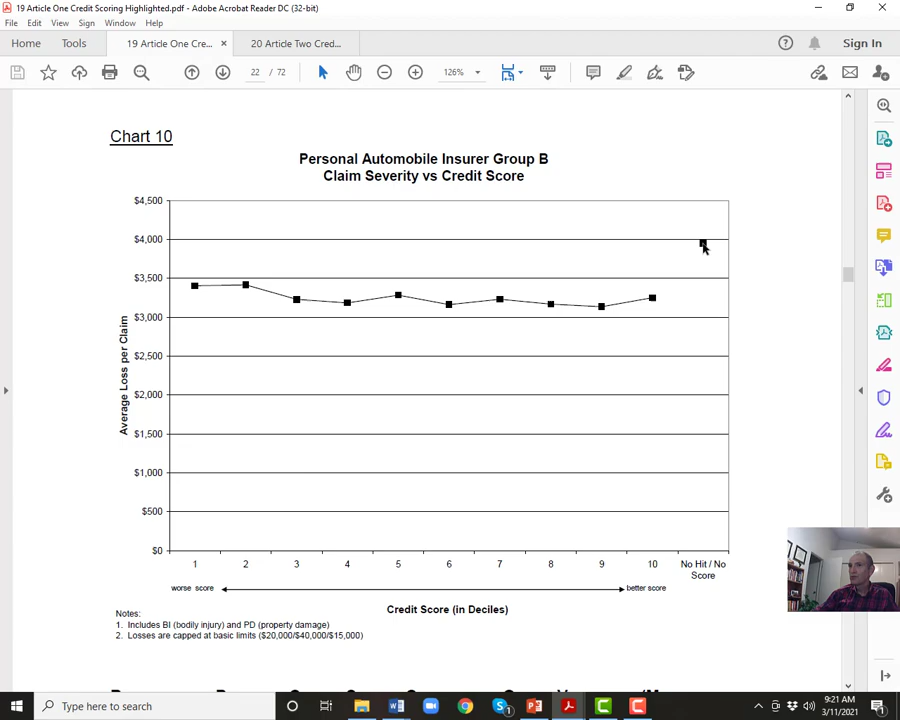 19 Article One Credit Scoring Highlighted.pdf - Adobe Acrobat Reader DC (32-bit)
File Edit View Sign Window Help
Home Tools 19 Article One Cre... × 20 Article Two Cred... Sign In
22 / 72 126%
Chart 10
Personal Automobile Insurer Group B
Claim Severity vs Credit Score
Average Loss per Claim
$4,500
$4,000
$3,500
$3,000
$2,500
$2,000
$1,500
$1,000
$500
$0
1 2 3 4 5 6 7 8 9 10 No Hit / No
Score
worse score better score
Credit Score (in Deciles)
Notes:
1. Includes BI (bodily injury) and PD (property damage)
2. Losses are capped at basic limits ($20,000/$40,000/$15,000)
Type here to search
9:21 AM
3/11/2021